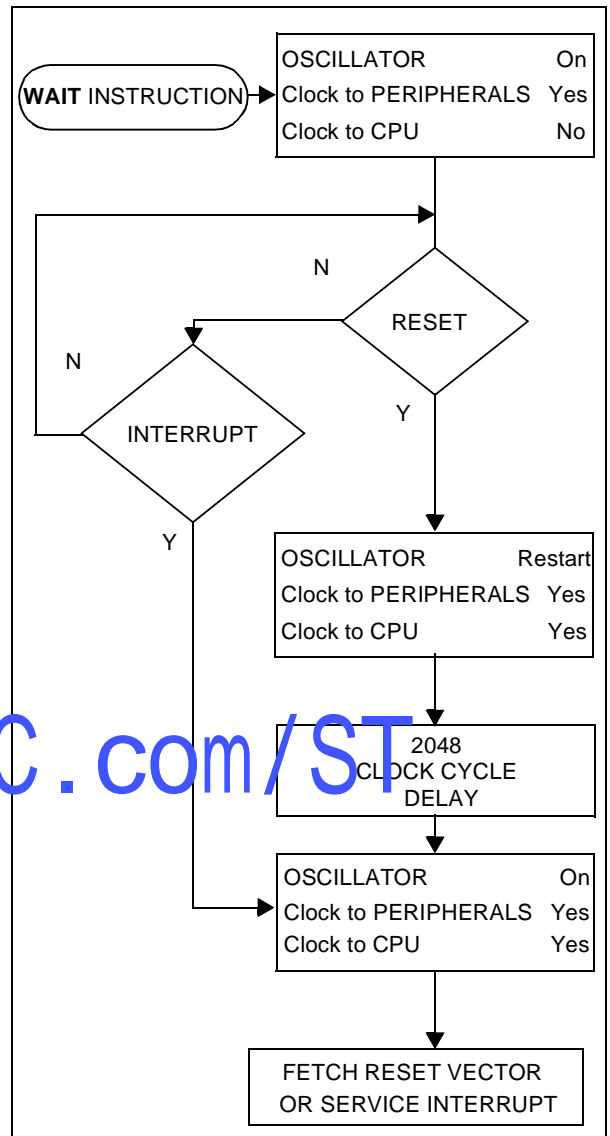 WAIT INSTRUCTION
OSCILLATOR On
Clock to PERIPHERALS Yes
Clock to CPU No
N
RESET
N
INTERRUPT
Y
Y
OSCILLATOR Restart
Clock to PERIPHERALS Yes
Clock to CPU Yes
C.com/ST
2048
CLOCK CYCLE
DELAY
OSCILLATOR On
Clock to PERIPHERALS Yes
Clock to CPU Yes
FETCH RESET VECTOR
OR SERVICE INTERRUPT